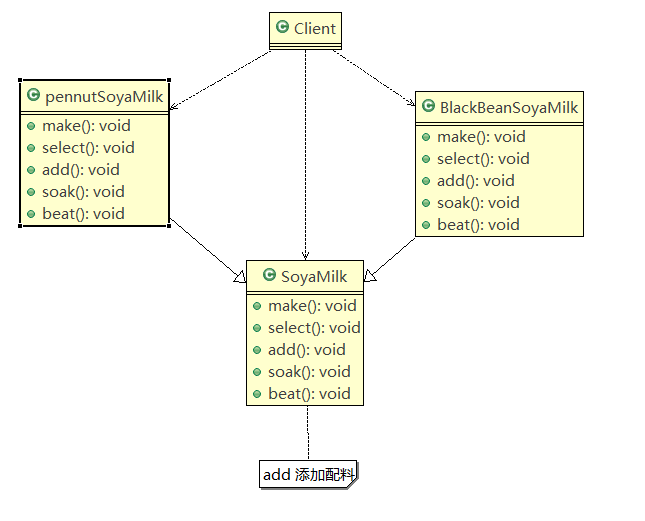 Client
pennutSoyaMilk
make(): void
select(): void
add(): void
soak(): void
beat(): void
BlackBeanSoyaMilk
make(): void
select(): void
add(): void
soak(): void
beat(): void
SoyaMilk
make(): void
select(): void
add(): void
soak(): void
beat(): void
add 添加配料